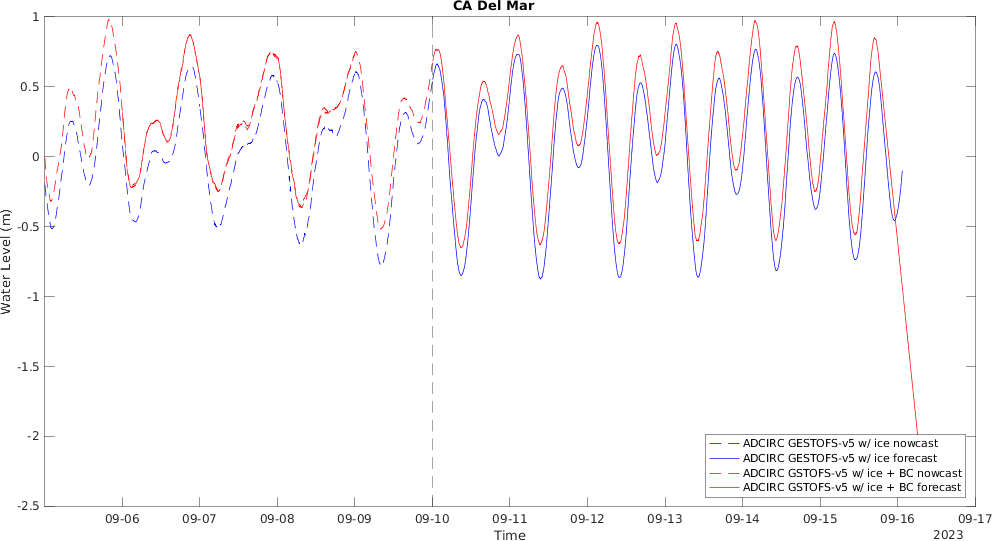 CA Del Mar
1
0.5
0
-0.5
-1
-1.5
-2
-2.5
Water Level (m)
ADCIRC GESTOFS-v5 w/ ice nowcast
ADCIRC GESTOFS-v5 w/ ice forecast
ADCIRC GSTOFS-v5 w/ ice + BC nowcast
ADCIRC GSTOFS-v5 w/ ice + BC forecast
09-06 09-07 09-08 09-09 09-10 09-11 09-12 09-13 09-14 09-15 09-16 09-17
Time
2023